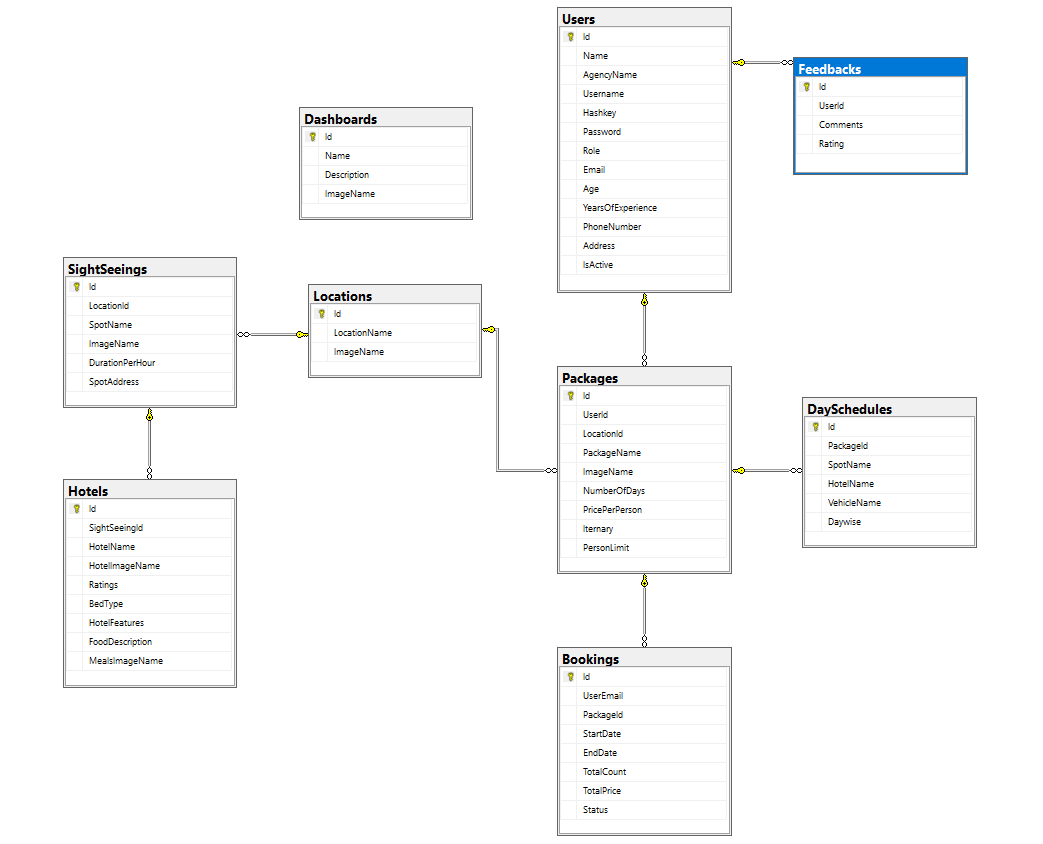 Users
Id
Name
AgencyName
Username
Hashkey
Password
Role
Email
Age
YearsOfExperience
PhoneNumber
Address
IsActive
Feedbacks
Id
UserId
Comments
Rating
Dashboards
Id
Name
Description
ImageName
SightSeeings
Id
LocationId
SpotName
ImageName
DurationPerHour
SpotAddress
Locations
Id
LocationName
ImageName
Packages
Id
UserId
LocationId
PackageName
ImageName
NumberOfDays
PricePerPerson
Iternary
PersonLimit
DaySchedules
Id
PackageId
SpotName
HotelName
VehicleName
Daywise
Hotels
Id
SightSeeingId
HotelName
HotelImageName
Ratings
BedType
HotelFeatures
FoodDescription
MealsImageName
Bookings
Id
UserEmail
PackageId
StartDate
EndDate
TotalCount
TotalPrice
Status